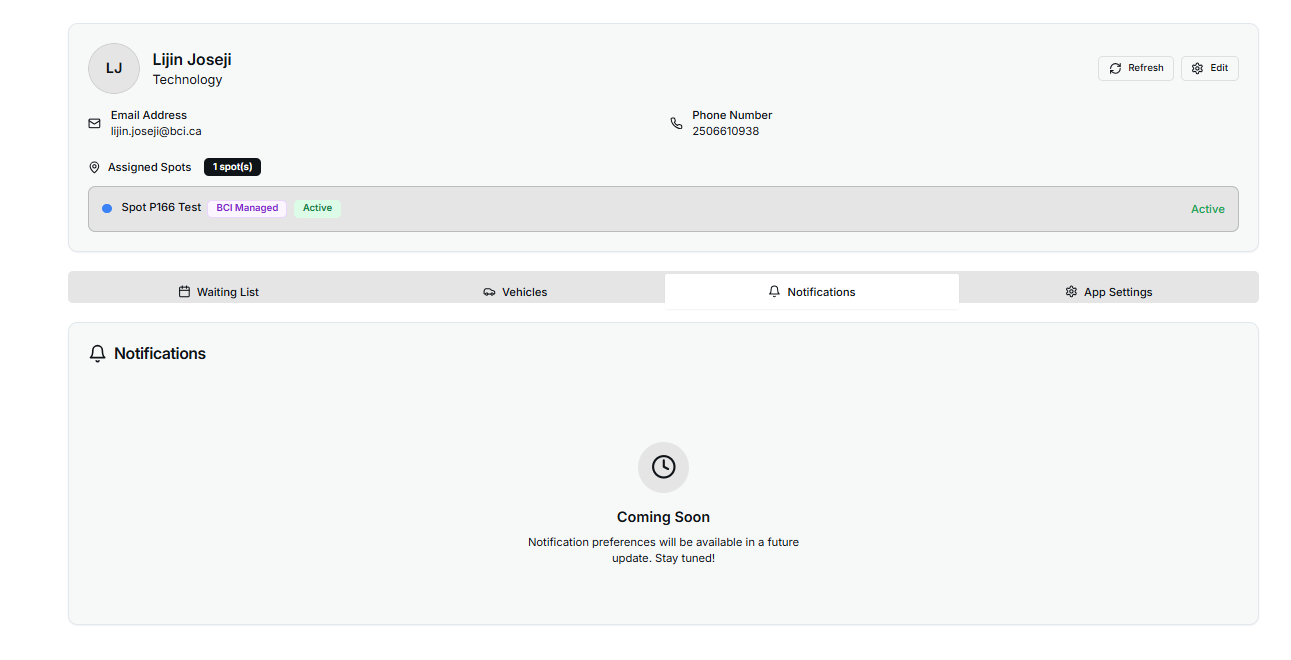 LJ
Lijin Joseji
Technology
Refresh
Edit
Email Address
lijin.joseji@bci.ca
Phone Number
2506610938
Assigned Spots
1 spot(s)
Spot P166 Test
BCI Managed
Active
Active
Waiting List
Vehicles
Notifications
App Settings
Notifications
Coming Soon
Notification preferences will be available in a future
update. Stay tuned!